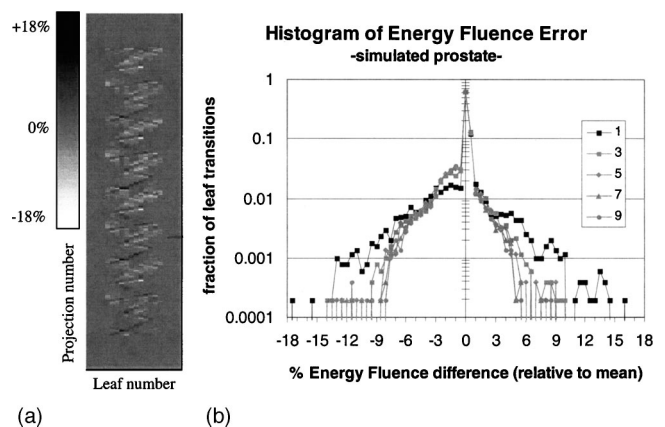 +18%
0%
-18%
Projection number
Leaf number
(a)
Histogram of Energy Fluence Error
-simulated prostate-
fraction of leaf transitions
1
0.1
0.01
0.001
0.0001
-18 -15 -12 -9 -6 -3 0 3 6 9 12 15 18
% Energy Fluence difference (relative to mean)
1
3
5
7
9
(b)